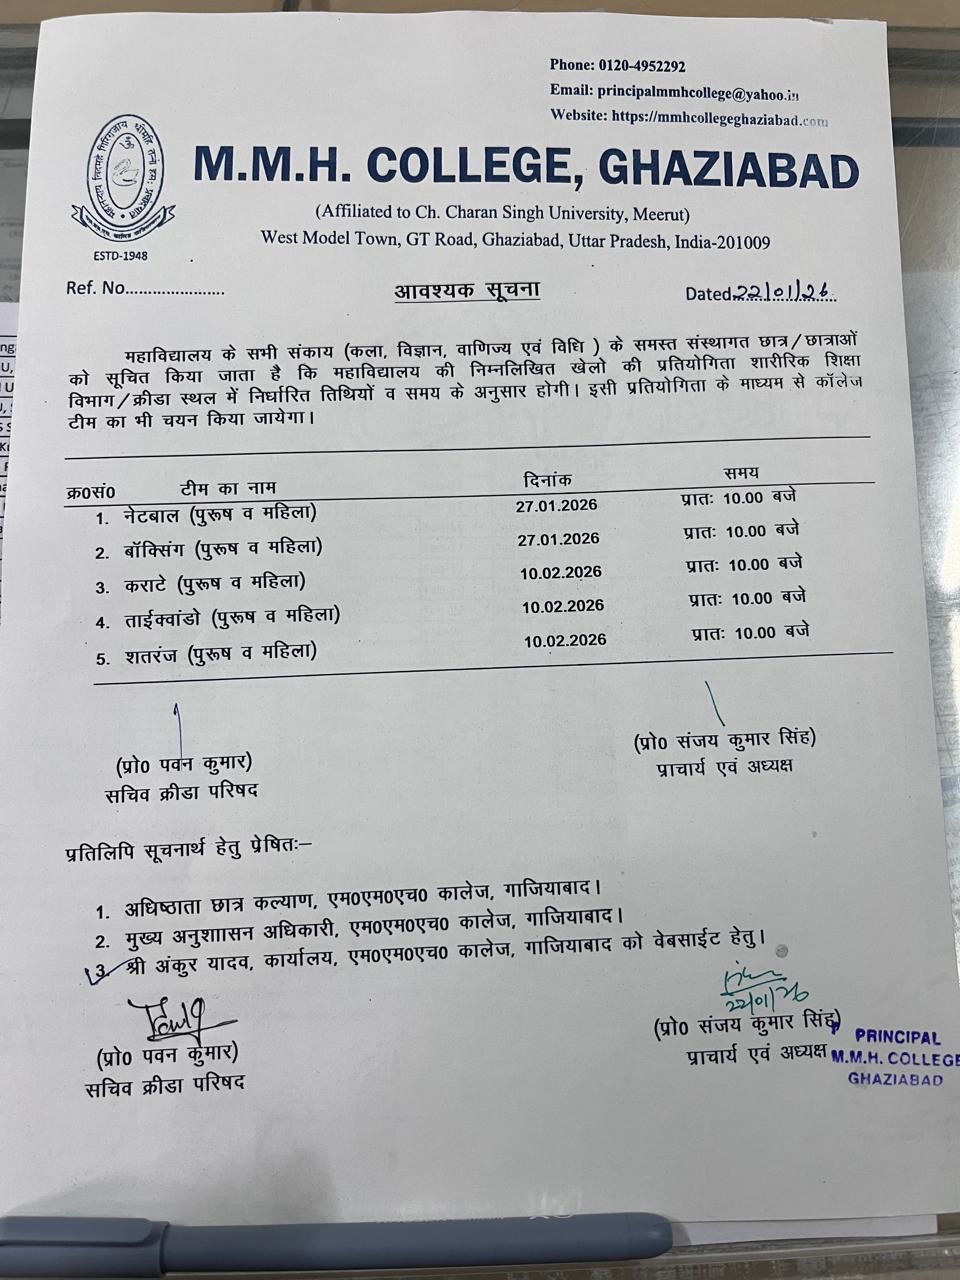 Phone: 0120-4952292
Email: principalmmhcollege@yahoo.in
Website: https://mmhcollegeghaziabad.com
M.M.H. COLLEGE, GHAZIABAD
(Affiliated to Ch. Charan Singh University, Meerut)
West Model Town, GT Road, Ghaziabad, Uttar Pradesh, India-201009
ESTD-1948
Ref. No......................
आवश्यक सूचना
Dated 22/01/26
महाविद्यालय के सभी संकाय (कला, विज्ञान, वाणिज्य एवं विधि ) के समस्त संस्थागत छात्र/छात्राओं
को सूचित किया जाता है कि महाविद्यालय की निम्नलिखित खेलो की प्रतियोगिता शारीरिक शिक्षा
विभाग/क्रीडा स्थल में निर्धारित तिथियों व समय के अनुसार होगी। इसी प्रतियोगिता के माध्यम से कॉलेज
टीम का भी चयन किया जायेगा।
क्र0सं0 टीम का नाम दिनांक समय
1. नेटबाल (पुरूष व महिला) 27.01.2026 प्रातः 10.00 बजे
2. बॉक्सिंग (पुरूष व महिला) 27.01.2026 प्रातः 10.00 बजे
3. कराटे (पुरूष व महिला) 10.02.2026 प्रातः 10.00 बजे
4. ताईक्वांडो (पुरूष व महिला) 10.02.2026 प्रातः 10.00 बजे
5. शतरंज (पुरूष व महिला) 10.02.2026 प्रातः 10.00 बजे
(प्रो0 पवन कुमार)
सचिव क्रीडा परिषद
(प्रो0 संजय कुमार सिंह)
प्राचार्य एवं अध्यक्ष
प्रतिलिपि सूचनार्थ हेतु प्रेषितः–
1. अधिष्ठाता छात्र कल्याण, एम0एम0एच0 कालेज, गाजियाबाद।
2. मुख्य अनुशाासन अधिकारी, एम0एम0एच0 कालेज, गाजियाबाद।
3. श्री अंकुर यादव, कार्यालय, एम0एम0एच0 कालेज, गाजियाबाद को वेबसाईट हेतु।
(प्रो0 पवन कुमार)
सचिव क्रीडा परिषद
22/01/26
(प्रो0 संजय कुमार सिंह)
प्राचार्य एवं अध्यक्ष
PRINCIPAL
M.M.H. COLLEGE
GHAZIABAD